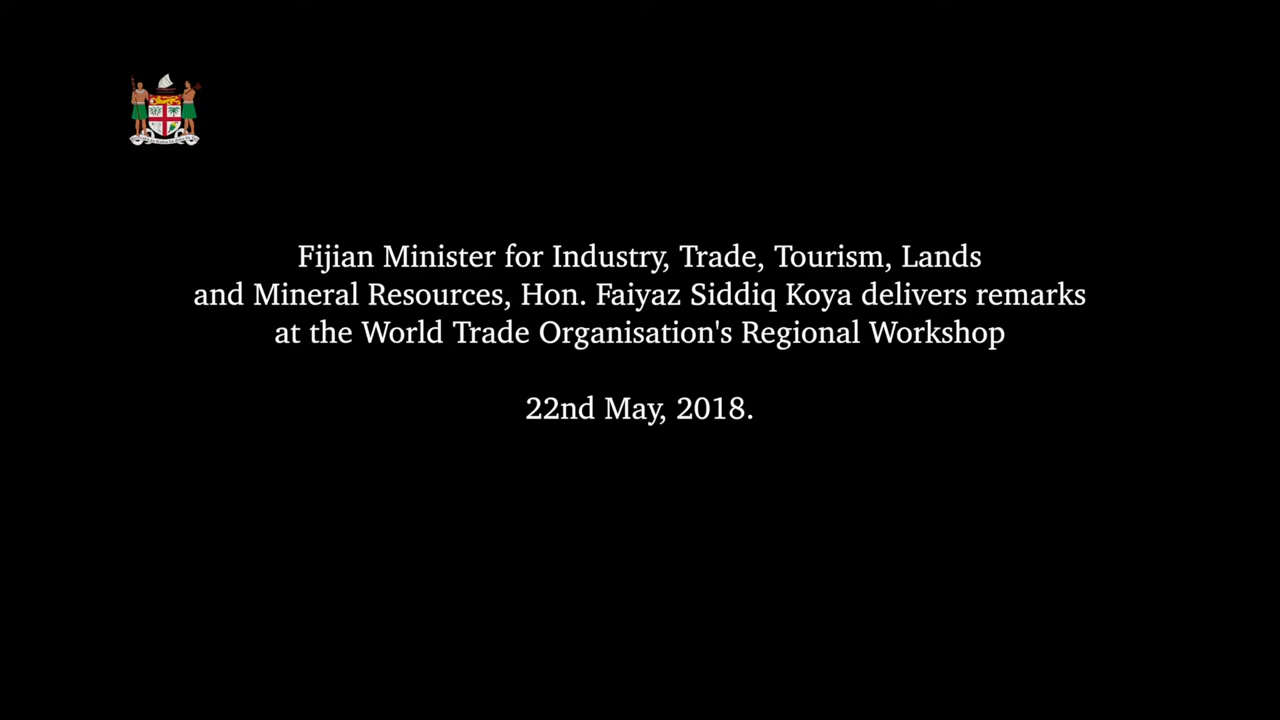 Fijian Minister for Industry, Trade, Tourism, Lands
and Mineral Resources, Hon. Faiyaz Siddiq Koya delivers remarks
at the World Trade Organisation's Regional Workshop
22nd May, 2018.